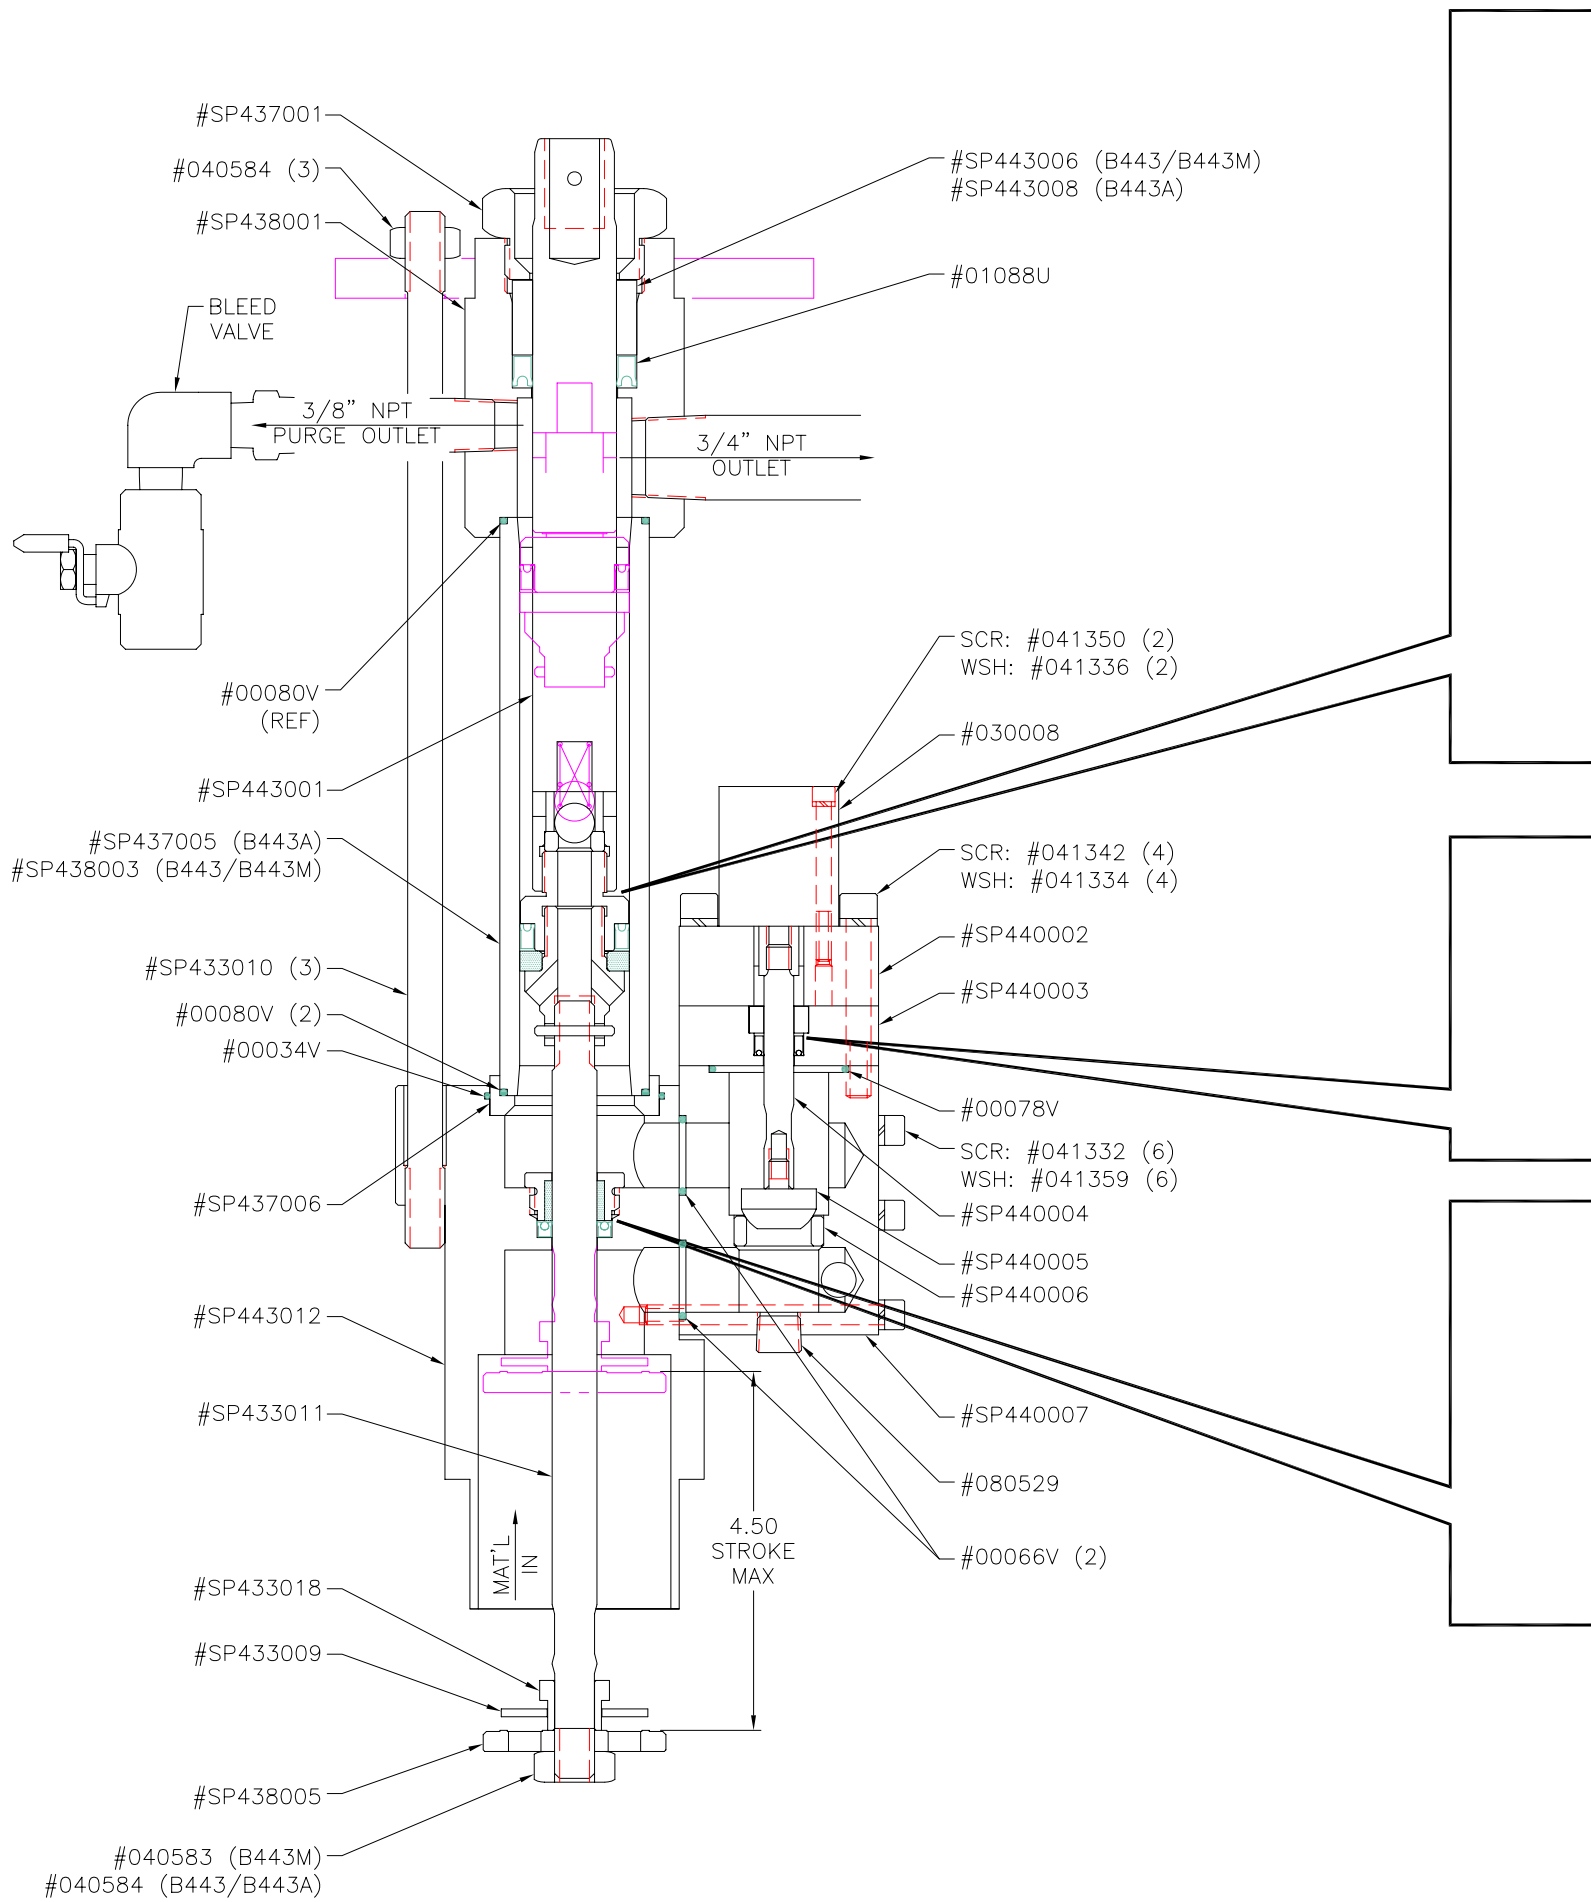 #SP437001
#040584 (3)
#SP438001
BLEED
VALVE
3/8” NPT
PURGE OUTLET
3/4” NPT
OUTLET
#SP443006 (B443/B443M)
#SP443008 (B443A)
#01088U
#00080V
(REF)
#SP443001
#SP437005 (B443A)
#SP438003 (B443/B443M)
#SP433010 (3)
#00080V (2)
#00034V
#SP437006
#SP443012
#SP433011
MAT'L
IN
4.50
STROKE
MAX
#SP433018
#SP433009
#SP438005
#040583 (B443M)
#040584 (B443/B443A)
SCR: #041350 (2)
WSH: #041336 (2)
#030008
SCR: #041342 (4)
WSH: #041334 (4)
#SP440002
#SP440003
#00078V
SCR: #041332 (6)
WSH: #041359 (6)
#SP440004
#SP440005
#SP440006
#SP440007
#080529
#00066V (2)